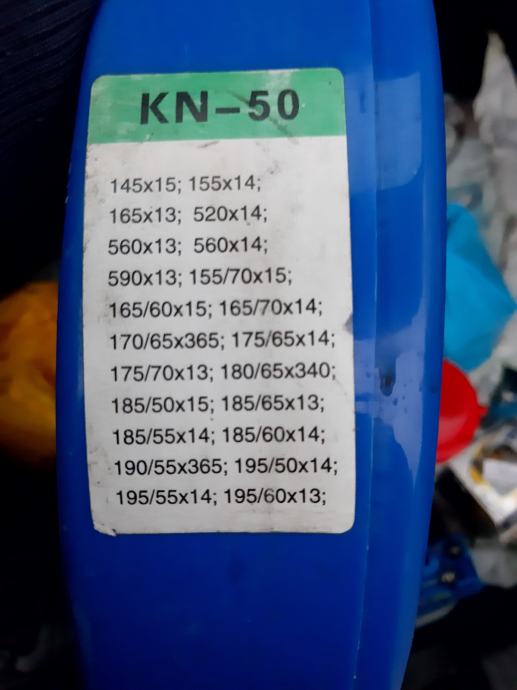 KN-50
145x15; 155x14;
165x13; 520x14;
560x13; 560x14;
590x13; 155/70x15;
165/60x15; 165/70x14;
170/65x365; 175/65x14;
175/70x13; 180/65x340;
185/50x15; 185/65x13;
185/55x14; 185/60x14;
190/55x365; 195/50x14;
195/55x14; 195/60x13;